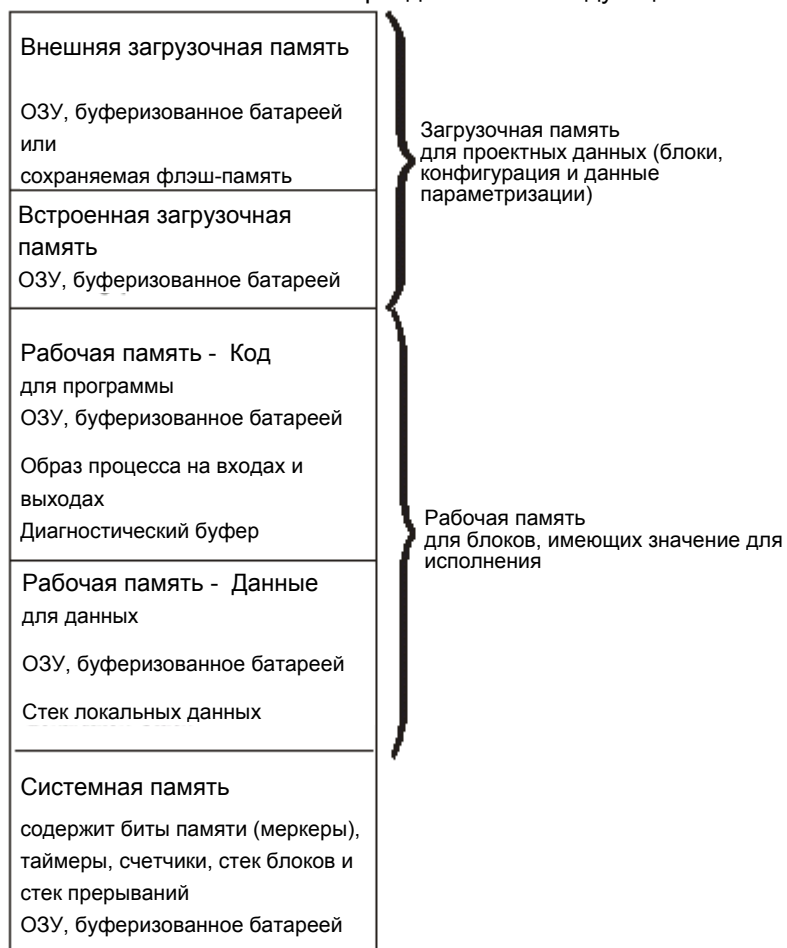 Внешняя загрузочная память
ОЗУ, буферизованное батареей
или
сохраняемая флэш-память
Загрузочная память
для проектных данных (блоки,
конфигурация и данные
параметризации)
Встроенная загрузочная
память
ОЗУ, буферизованное батареей
Рабочая память - Код
для программы
ОЗУ, буферизованное батареей
Образ процесса на входах и
выходах
Диагностический буфер
Рабочая память
для блоков, имеющих значение для
исполнения
Рабочая память - Данные
для данных
ОЗУ, буферизованное батареей
Стек локальных данных
Системная память
содержит биты памяти (меркеры),
таймеры, счетчики, стек блоков и
стек прерываний
ОЗУ, буферизованное батареей